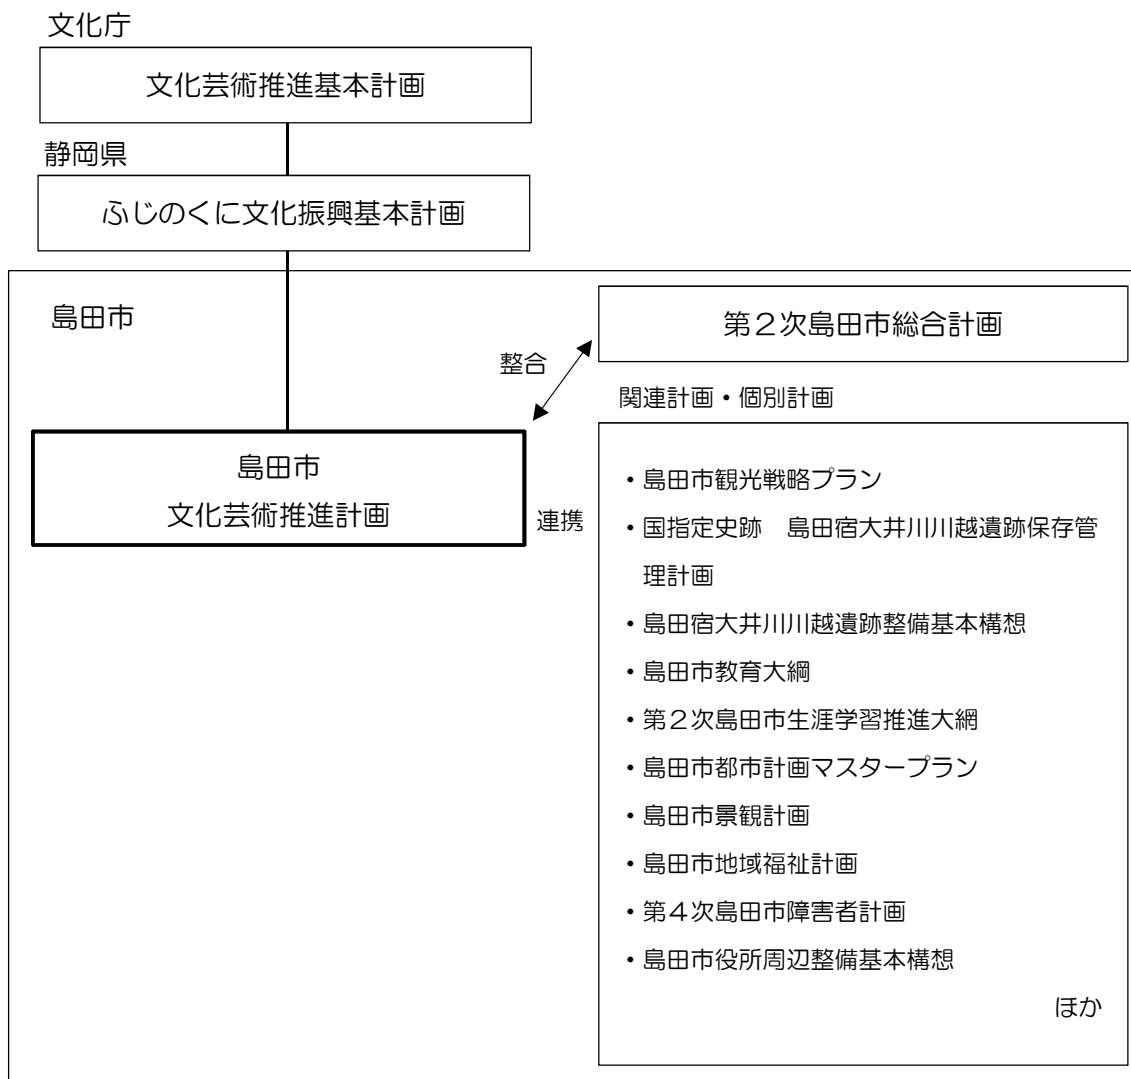 文化庁
文化芸術推進基本計画
静岡県
ふじのくに文化振興基本計画
島田市
第２次島田市総合計画
整合
関連計画・個別計画
島田市
文化芸術推進計画
連携
・島田市観光戦略プラン
・国指定史跡　島田宿大井川川越遺跡保存管
理計画
・島田宿大井川川越遺跡整備基本構想
・島田市教育大綱
・第２次島田市生涯学習推進大綱
・島田市都市計画マスタープラン
・島田市景観計画
・島田市地域福祉計画
・第４次島田市障害者計画
・島田市役所周辺整備基本構想
ほか